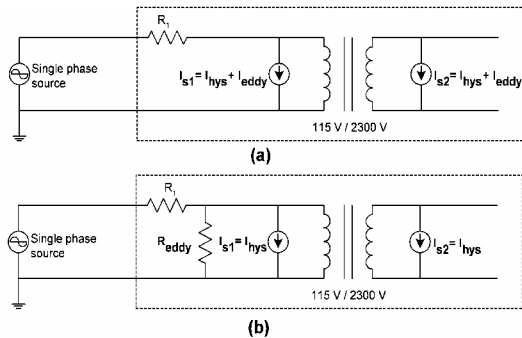 R1
Single phase
source
Is1= Ihys + Ieddy
Is2= Ihys + Ieddy
115 V / 2300 V
(a)
R1
Single phase
source
Reddy
Is1= Ihys
Is2= Ihys
115 V / 2300 V
(b)